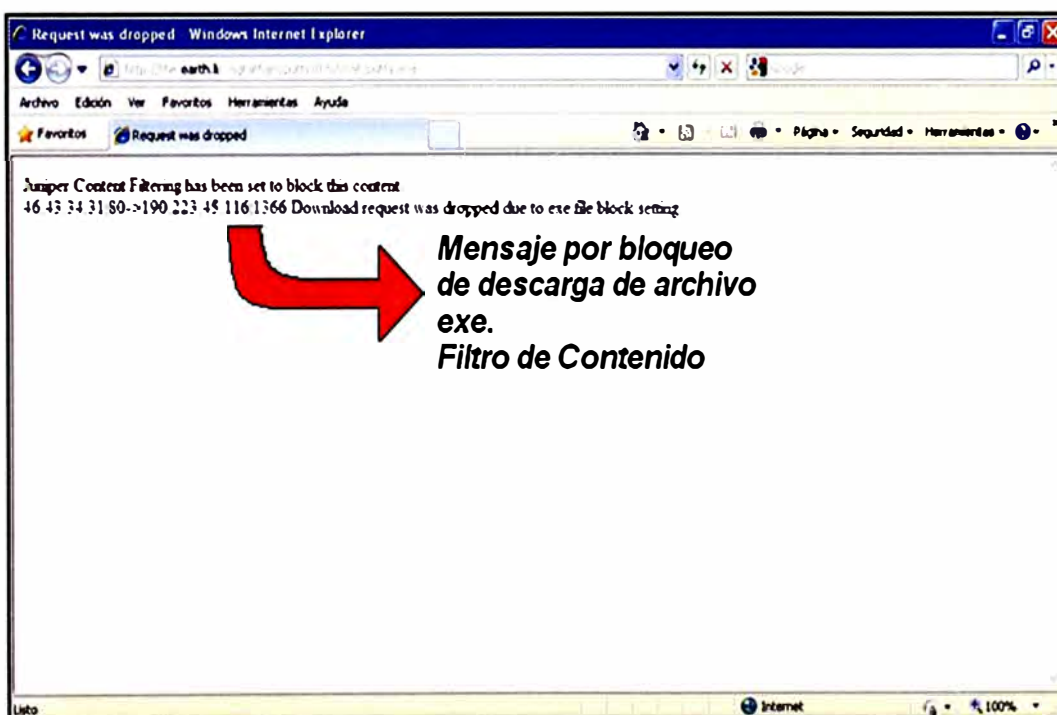 Request was dropped Windows Internet Explorer
earth.li
Archivo Edición Ver Favoritos Herramientas Ayuda
Favoritos Request was dropped Página Seguridad Herramientas
Juniper Content Filtering has been set to block this content
46 43 34 31 80->190 223 45 116 1366 Download request was dropped due to exe file block setting
Mensaje por bloqueo
de descarga de archivo
exe.
Filtro de Contenido
Listo Internet 100%